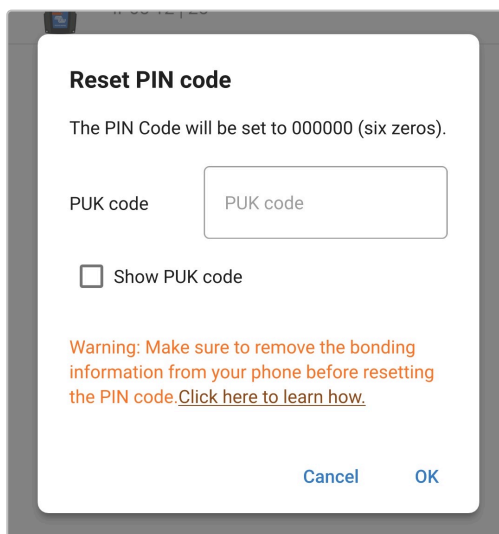 Reset PIN code
The PIN Code will be set to 000000 (six zeros).
PUK code
PUK code
Show PUK code
Warning: Make sure to remove the bonding
information from your phone before resetting
the PIN code.Click here to learn how.
Cancel OK